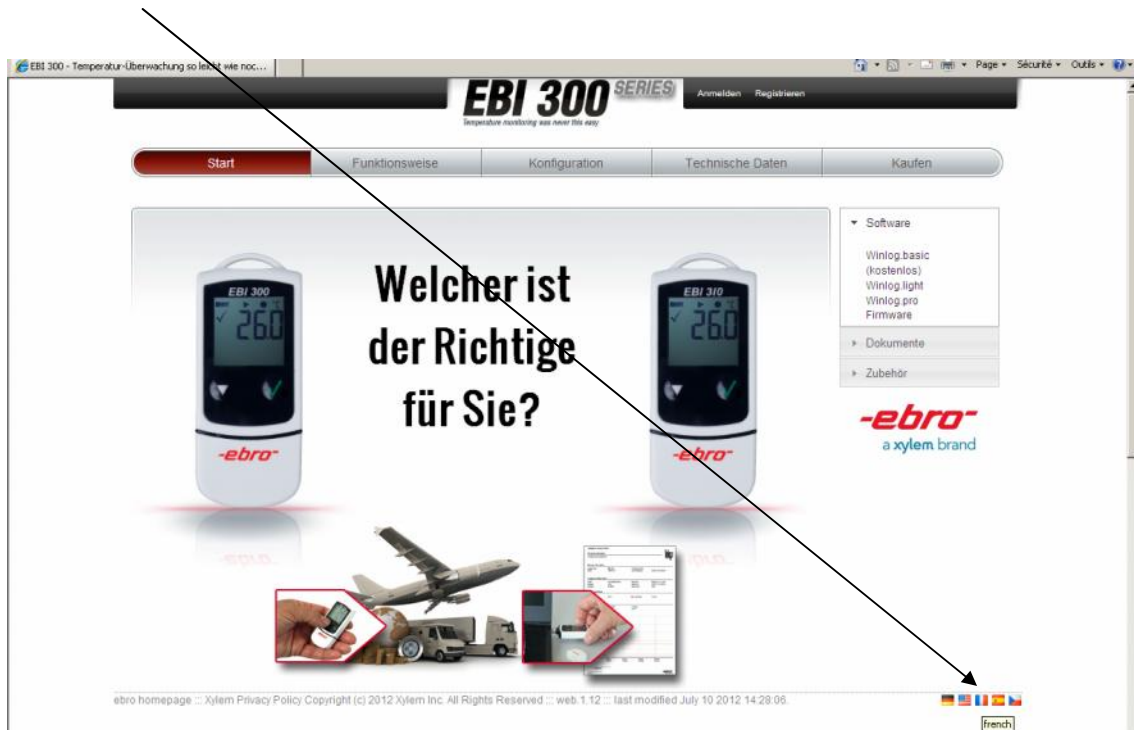 EBI 300 - Temperatur-Überwachung so leicht wie noc...
Page
Sécurité
Outils
EBI 300 SERIES
Temperature monitoring was never this easy
Anmelden Registrieren
Start
Funktionsweise
Konfiguration
Technische Daten
Kaufen
Welcher ist
der Richtige
für Sie?
EBI 300
26.0
-ebro-
EBI 310
26.0
-ebro-
Software
Winlog.basic
(kostenlos)
Winlog.light
Winlog.pro
Firmware
Dokumente
Zubehör
-ebro-
a xylem brand
ebro homepage ::: Xylem Privacy Policy Copyright (c) 2012 Xylem Inc. All Rights Reserved ::: web.1.12 ::: last modified July 10 2012 14:28:06.
french